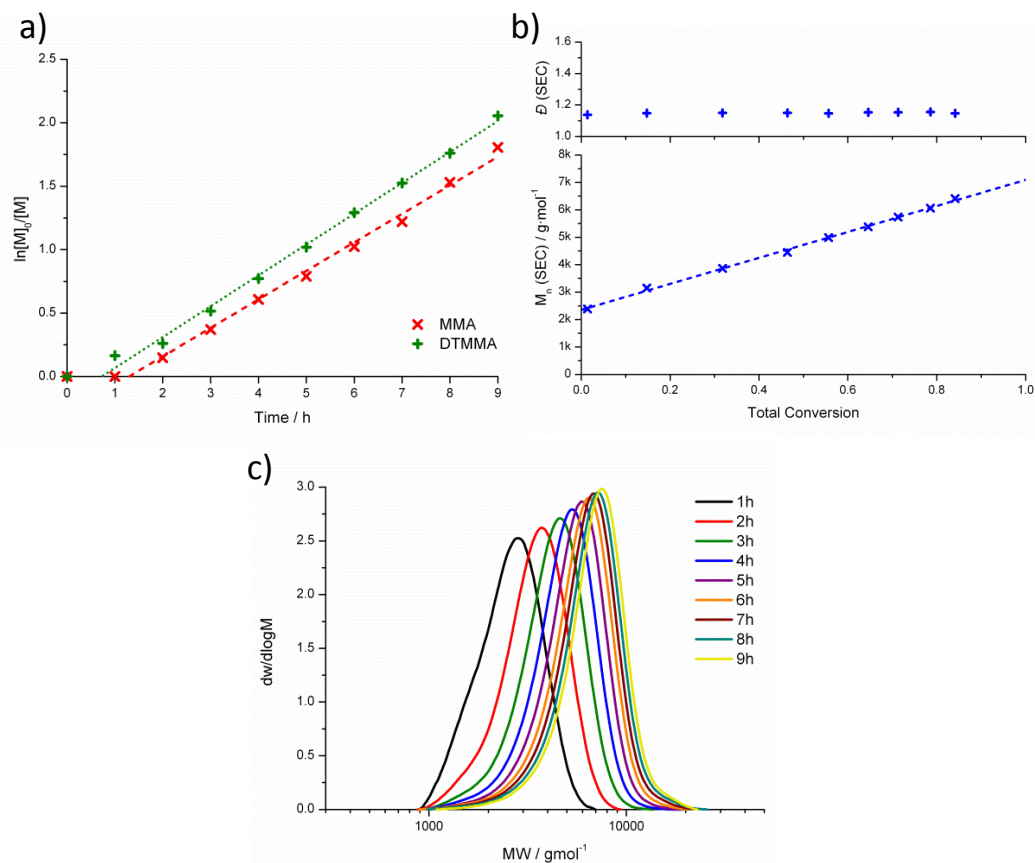 a)
2.5
2.0
1.5
1.0
0.5
0.0
ln[M]₀/[M]
0 1 2 3 4 5 6 7 8 9
Time / h
MMA
DTMMA
b)
1.6
1.4
1.2
1.0
Đ (SEC)
9k
8k
7k
6k
5k
4k
3k
2k
1k
0
Mₙ (SEC) / g·mol⁻¹
0.0 0.2 0.4 0.6 0.8 1.0
Total Conversion
c)
3.0
2.5
2.0
1.5
1.0
0.5
0.0
dw/dlogM
1000 10000
MW / gmol⁻¹
1h
2h
3h
4h
5h
6h
7h
8h
9h